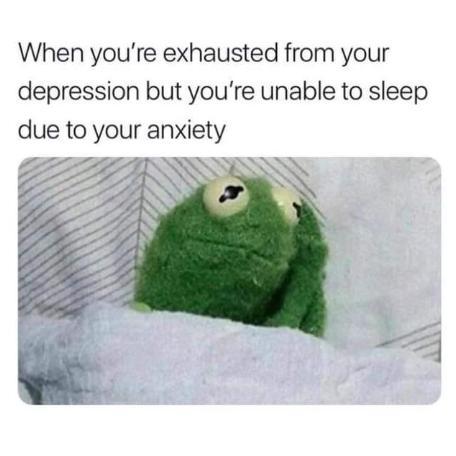 When you're exhausted from your
depression but you're unable to sleep
due to your anxiety